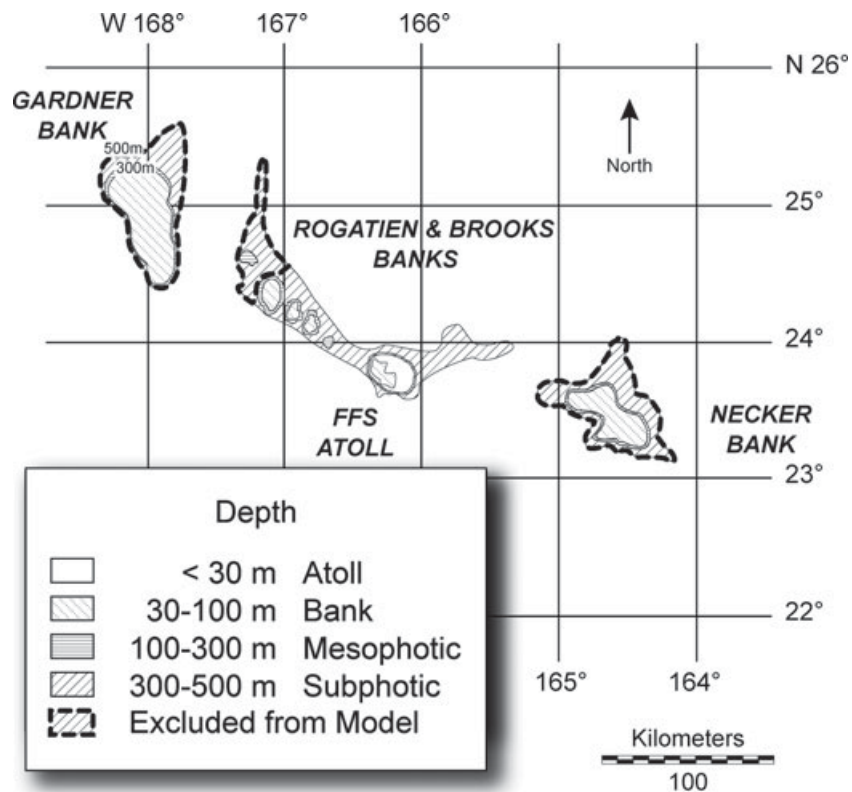 W 168° 167° 166°
N 26°
GARDNER
BANK
500m
300m
North
25°
ROGATIEN & BROOKS
BANKS
24°
FFS
ATOLL
NECKER
BANK
23°
Depth
< 30 m Atoll
30-100 m Bank
100-300 m Mesophotic
300-500 m Subphotic
Excluded from Model
22°
165° 164°
Kilometers
100